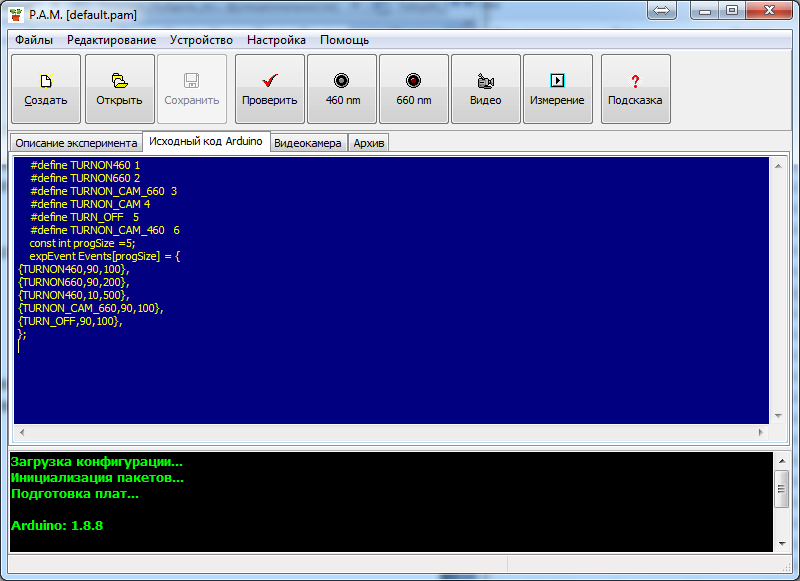 P.A.M. [default.pam]
Файлы Редактирование Устройство Настройка Помощь
Создать Открыть Сохранить Проверить 460 nm 660 nm Видео Измерение Подсказка
Описание эксперимента Исходный код Arduino Видеокамера Архив
#define TURNON460 1
#define TURNON660 2
#define TURNON_CAM_660 3
#define TURNON_CAM 4
#define TURN_OFF 5
#define TURNON_CAM_460 6
const int progSize =5;
expEvent Events[progSize] = {
{TURNON460,90,100},
{TURNON660,90,200},
{TURNON460,10,500},
{TURNON_CAM_660,90,100},
{TURN_OFF,90,100},
};
Загрузка конфигурации...
Инициализация пакетов...
Подготовка плат...
Arduino: 1.8.8